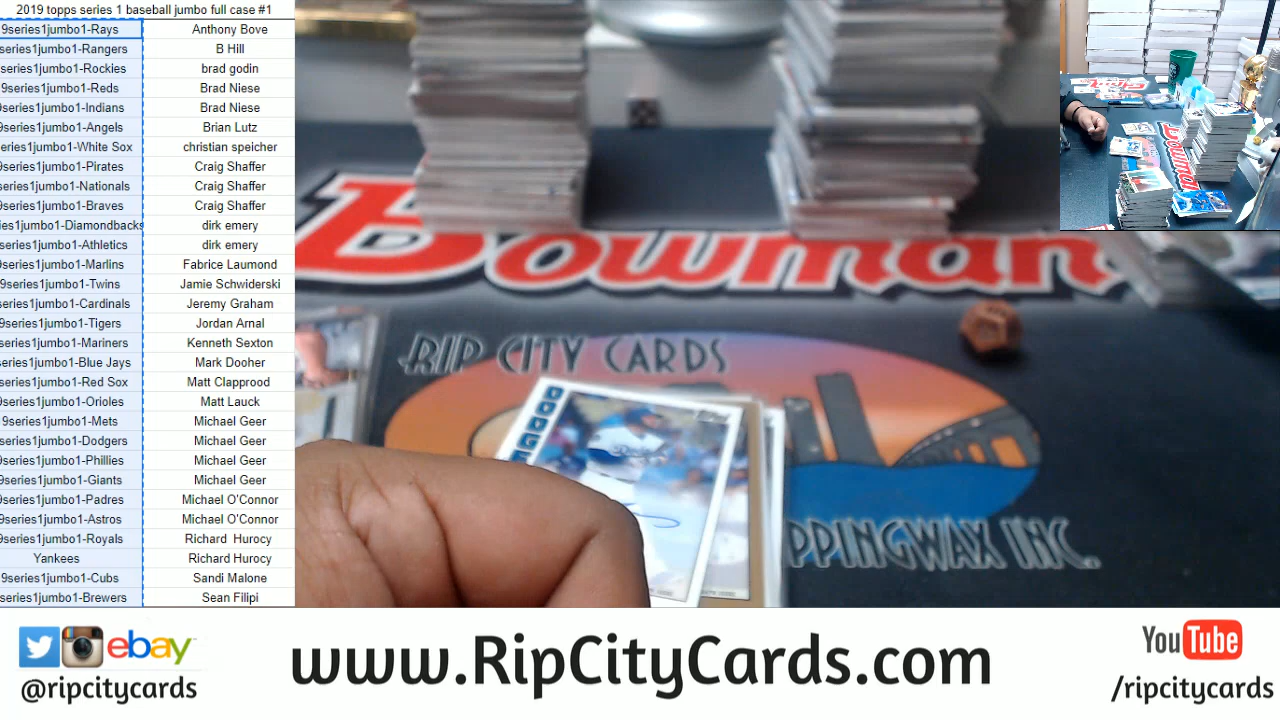 2019 topps series 1 baseball jumbo full case #1
9series1jumbo1-Rays Anthony Bove
series1jumbo1-Rangers B Hill
series1jumbo1-Rockies brad godin
9series1jumbo1-Reds Brad Niese
9series1jumbo1-Indians Brad Niese
9series1jumbo1-Angels Brian Lutz
eries1jumbo1-White Sox christian speicher
9series1jumbo1-Pirates Craig Shaffer
series1jumbo1-Nationals Craig Shaffer
9series1jumbo1-Braves Craig Shaffer
ies1jumbo1-Diamondbacks dirk emery
series1jumbo1-Athletics dirk emery
9series1jumbo1-Marlins Fabrice Laumond
9series1jumbo1-Twins Jamie Schwiderski
series1jumbo1-Cardinals Jeremy Graham
9series1jumbo1-Tigers Jordan Arnal
series1jumbo1-Mariners Kenneth Sexton
series1jumbo1-Blue Jays Mark Dooher
series1jumbo1-Red Sox Matt Clapprood
9series1jumbo1-Orioles Matt Lauck
9series1jumbo1-Mets Michael Geer
series1jumbo1-Dodgers Michael Geer
9series1jumbo1-Phillies Michael Geer
9series1jumbo1-Giants Michael Geer
9series1jumbo1-Padres Michael O'Connor
9series1jumbo1-Astros Michael O'Connor
9series1jumbo1-Royals Richard Hurocy
Yankees Richard Hurocy
9series1jumbo1-Cubs Sandi Malone
series1jumbo1-Brewers Sean Filipi
Bowman
Bowman
RIP CITY CARDS
DODGE
Topps
PPINGWAX INC.
ebay
@ripcitycards
www.RipCityCards.com
YouTube
/ripcitycards